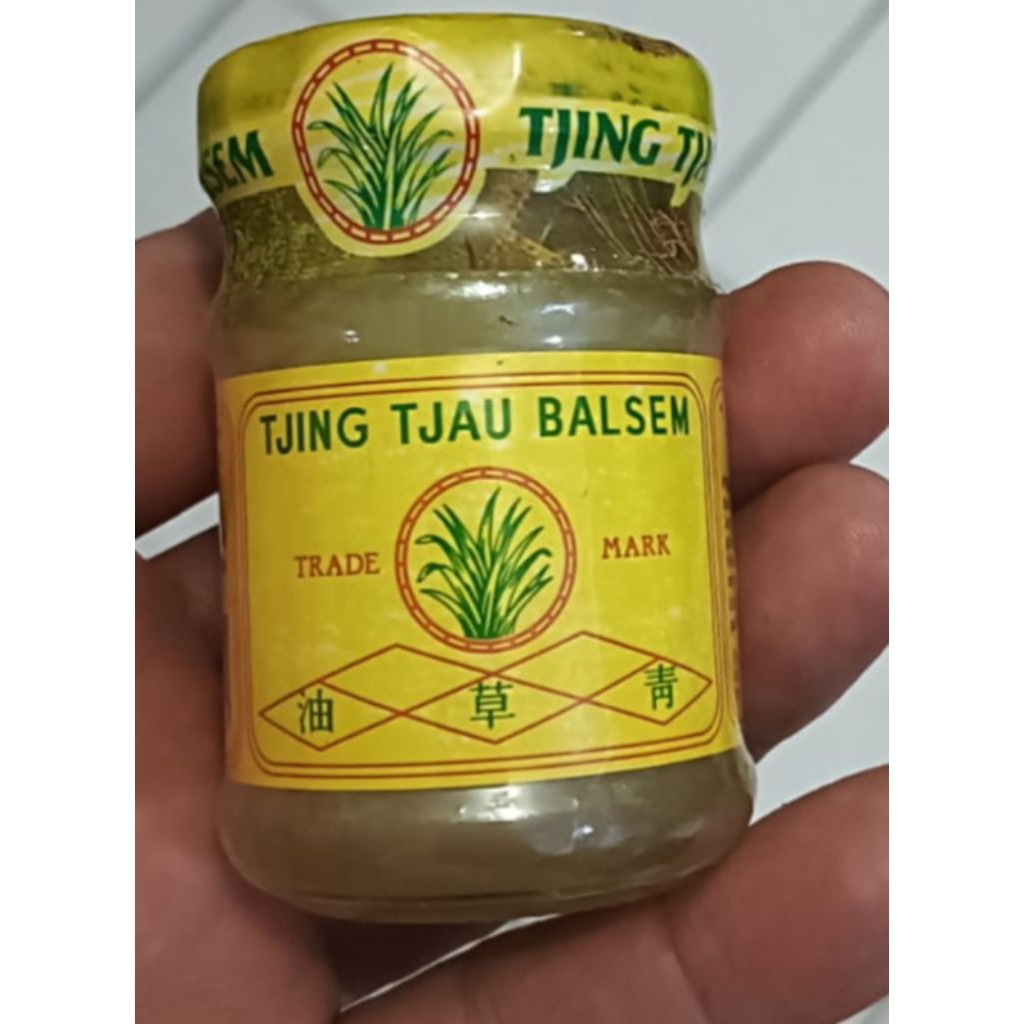 SEM TJING TJ
TJING TJAU BALSEM
TRADE MARK
油草青